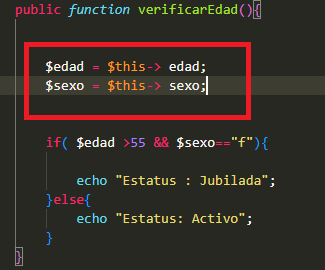 public function verificarEdad(){
$edad = $this-> edad;
$sexo = $this-> sexo;
if( $edad >55 && $sexo=="f"){
echo "Estatus : Jubilada";
}else{
echo "Estatus: Activo";
}
}